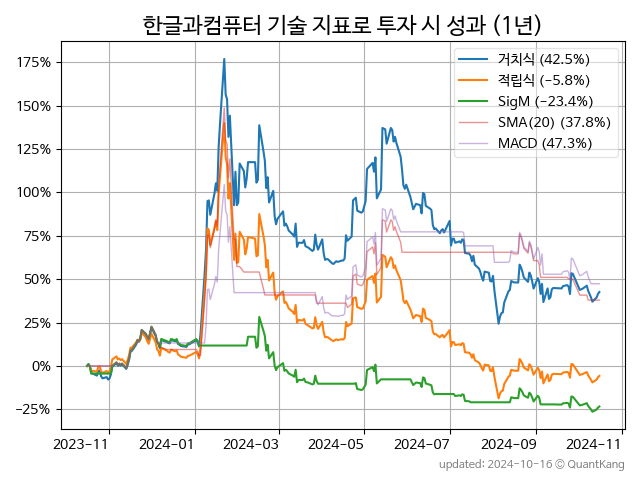 한글과컴퓨터 기술 지표로 투자 시 성과 (1년)
거치식 (42.5%)
적립식 (-5.8%)
SigM (-23.4%)
SMA(20) (37.8%)
MACD (47.3%)
175%
150%
125%
100%
75%
50%
25%
0%
-25%
2023-11 2024-01 2024-03 2024-05 2024-07 2024-09 2024-11
updated: 2024-10-16 © QuantKang